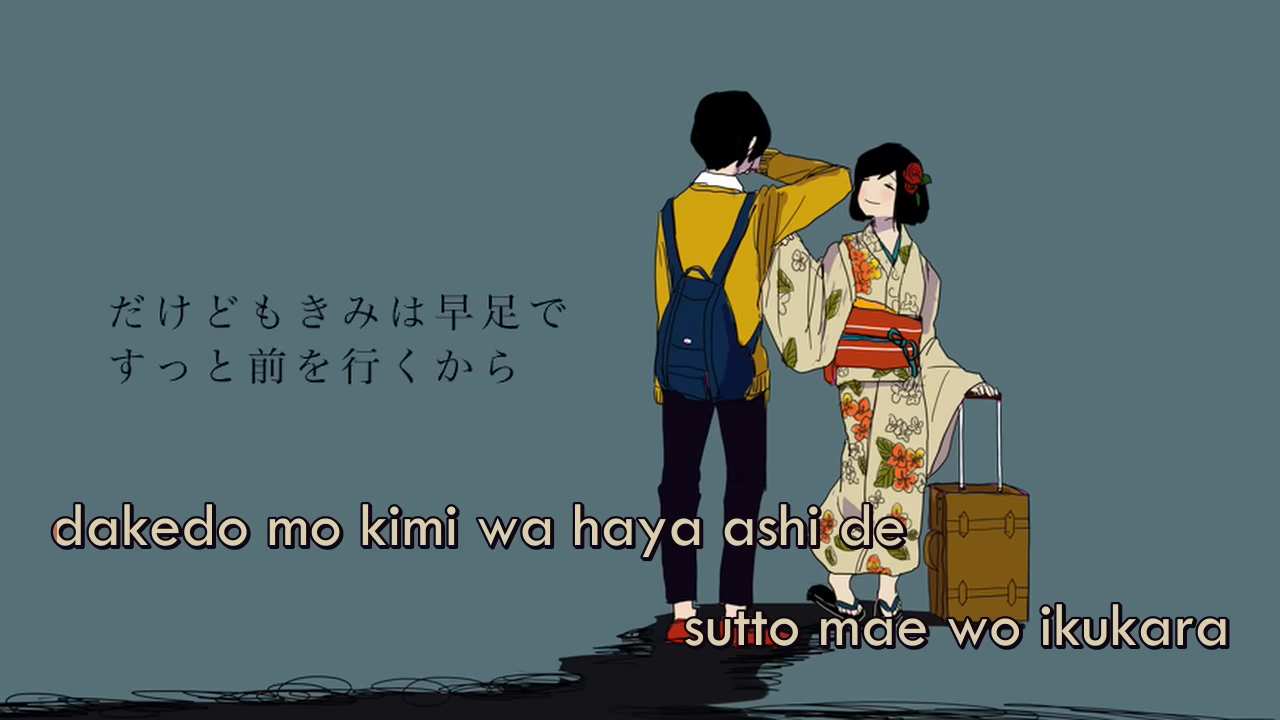 だけどもきみは早足で
すっと前を行くから
dakedo mo kimi wa haya ashi de
sutto mae wo ikukara